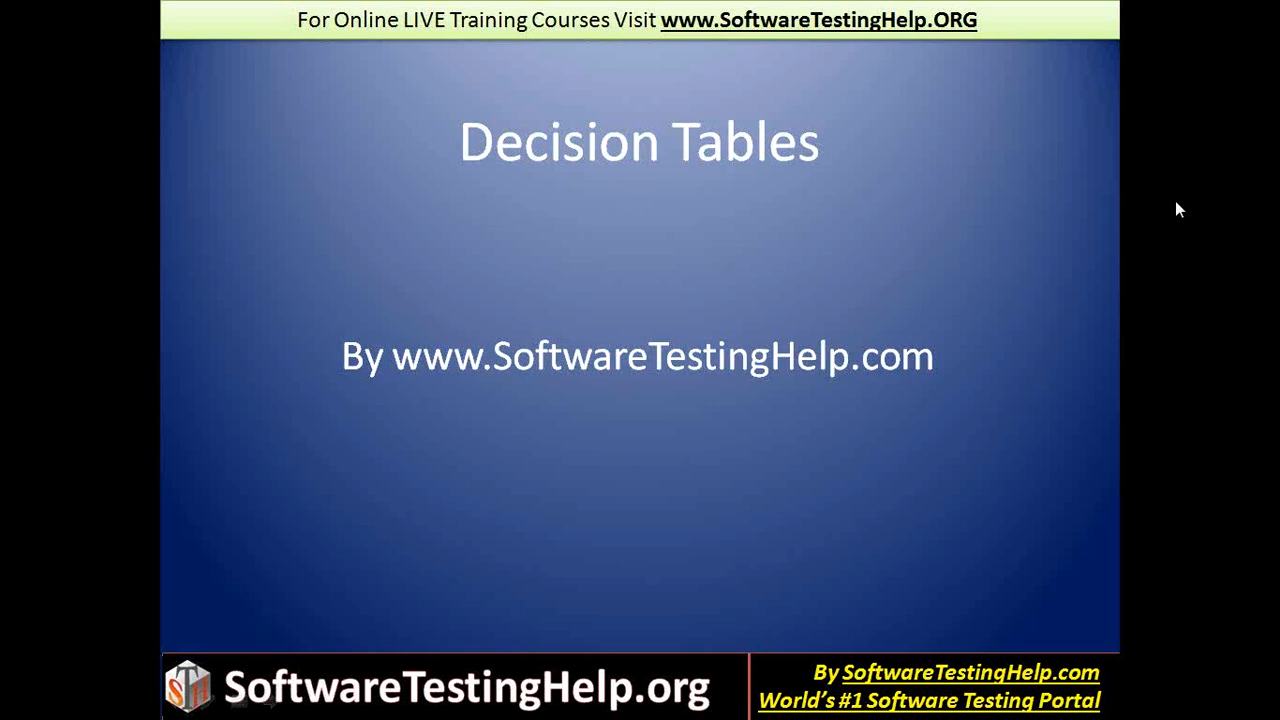 For Online LIVE Training Courses Visit www.SoftwareTestingHelp.ORG
Decision Tables
By www.SoftwareTestingHelp.com
STH
SoftwareTestingHelp.org
By SoftwareTestingHelp.com
World's #1 Software Testing Portal